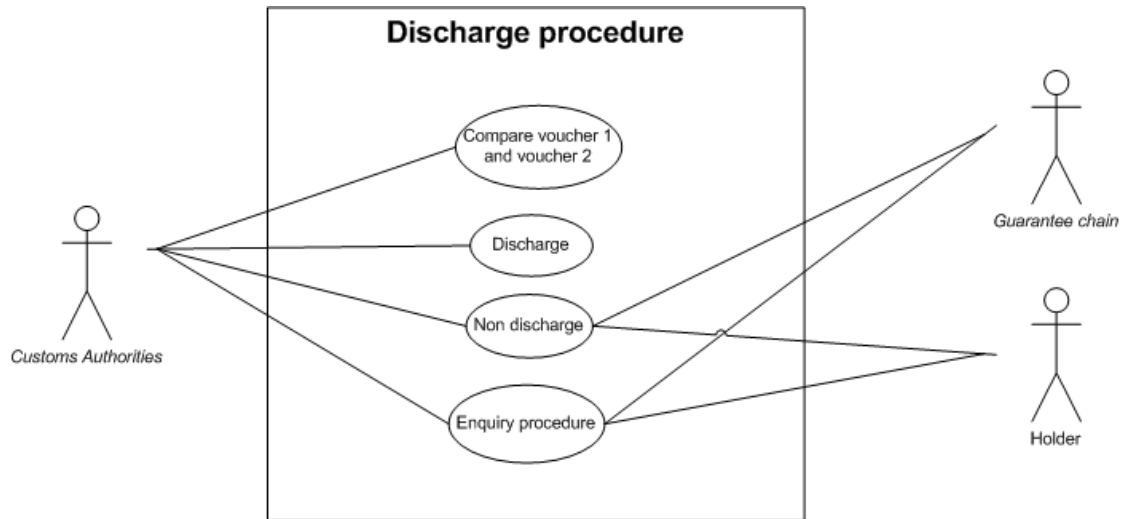 Discharge procedure
Compare voucher 1
and voucher 2
Discharge
Non discharge
Enquiry procedure
Customs Authorities
Guarantee chain
Holder